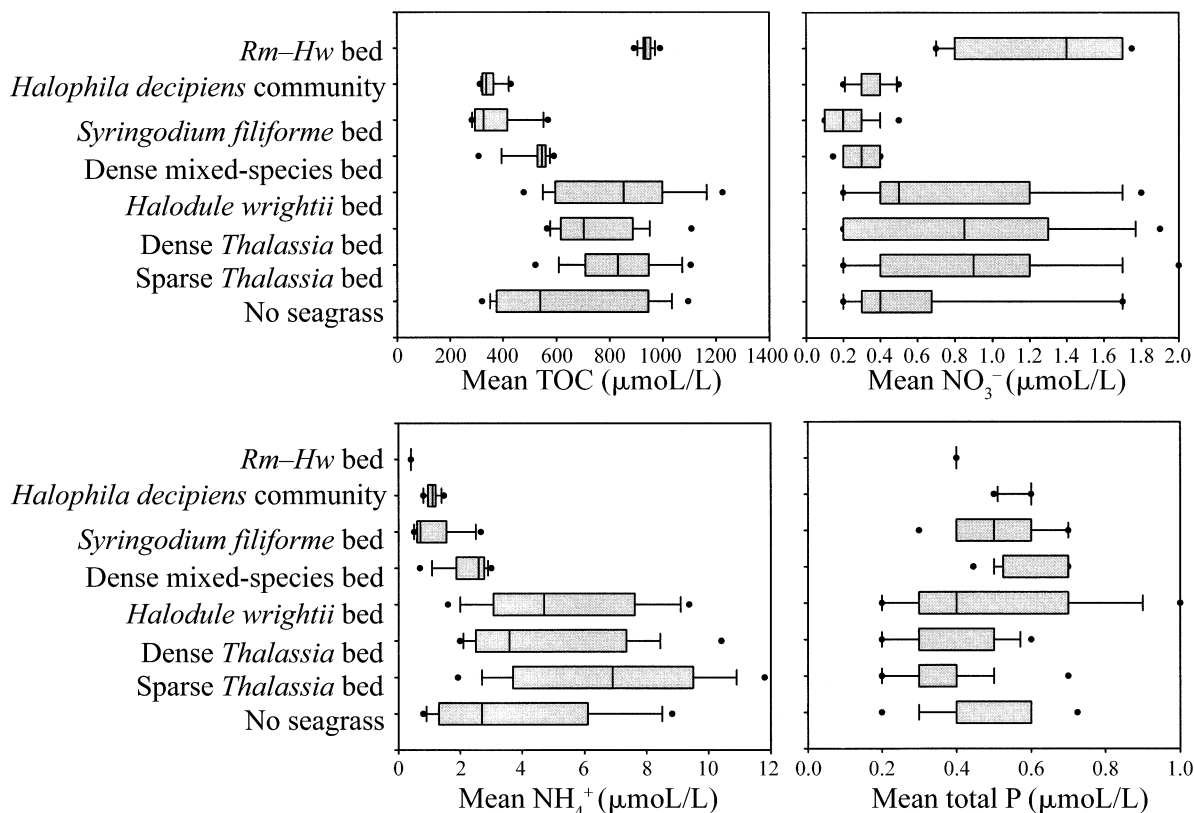 Rm–Hw bed
Halophila decipiens community
Syringodium filiforme bed
Dense mixed-species bed
Halodule wrightii bed
Dense Thalassia bed
Sparse Thalassia bed
No seagrass
0 200 400 600 800 1000 1200 1400
Mean TOC (μmoL/L)
0.0 0.2 0.4 0.6 0.8 1.0 1.2 1.4 1.6 1.8 2.0
Mean NO₃⁻ (μmoL/L)
Rm–Hw bed
Halophila decipiens community
Syringodium filiforme bed
Dense mixed-species bed
Halodule wrightii bed
Dense Thalassia bed
Sparse Thalassia bed
No seagrass
0 2 4 6 8 10 12
Mean NH₄⁺ (μmoL/L)
0.0 0.2 0.4 0.6 0.8 1.0
Mean total P (μmoL/L)